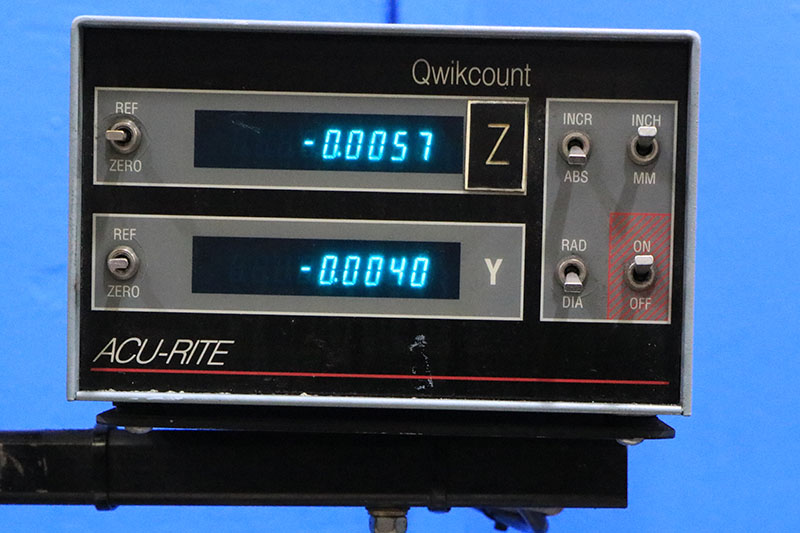 Qwikcount
REF
ZERO
-0.0057
Z
INCR
ABS
INCH
MM
REF
ZERO
-0.0040
Y
RAD
DIA
ON
OFF
ACU-RITE